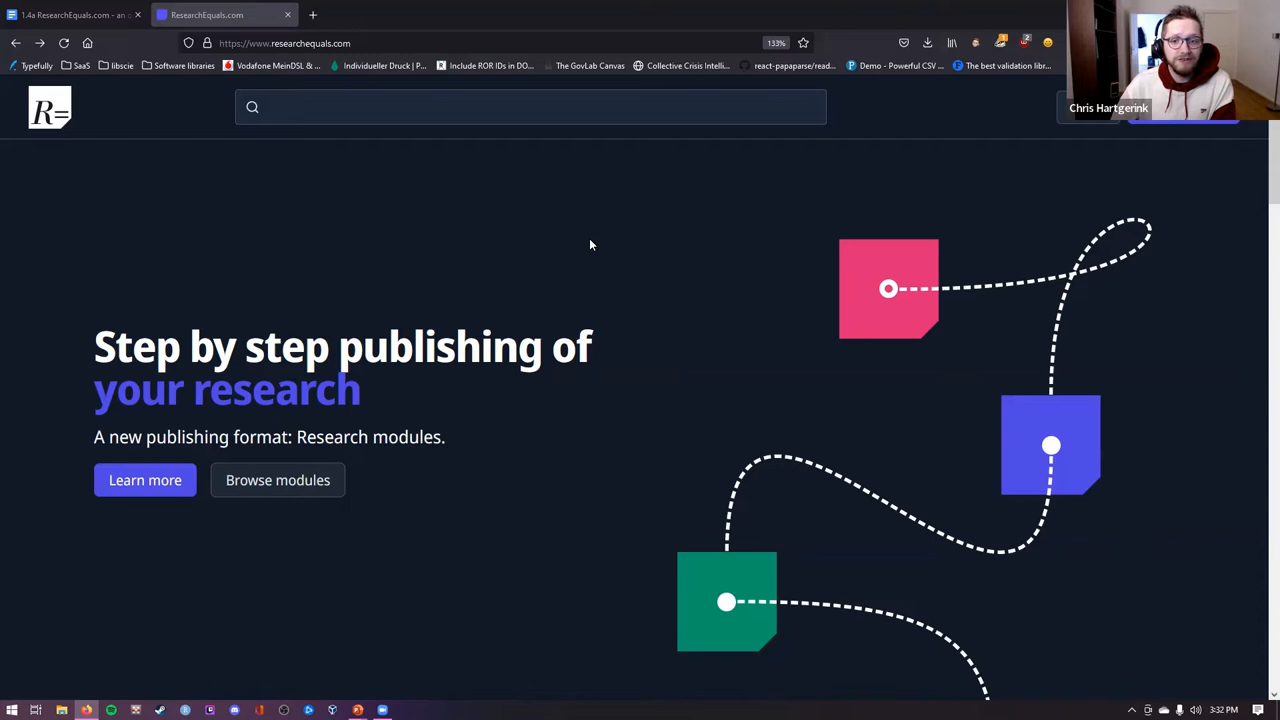 1.4a ResearchEquals.com - an o
ResearchEquals.com
https://www.researchequals.com
133%
Typefully
SaaS
libscie
Software libraries
Vodafone MeinDSL & ...
Individueller Druck | P...
Include ROR IDs in DO...
The GovLab Canvas
Collective Crisis Intelli...
react-papaparse/read...
Demo - Powerful CSV ...
The best validation libr...
R=
Chris Hartgerink
Step by step publishing of
your research
A new publishing format: Research modules.
Learn more
Browse modules
3:32 PM